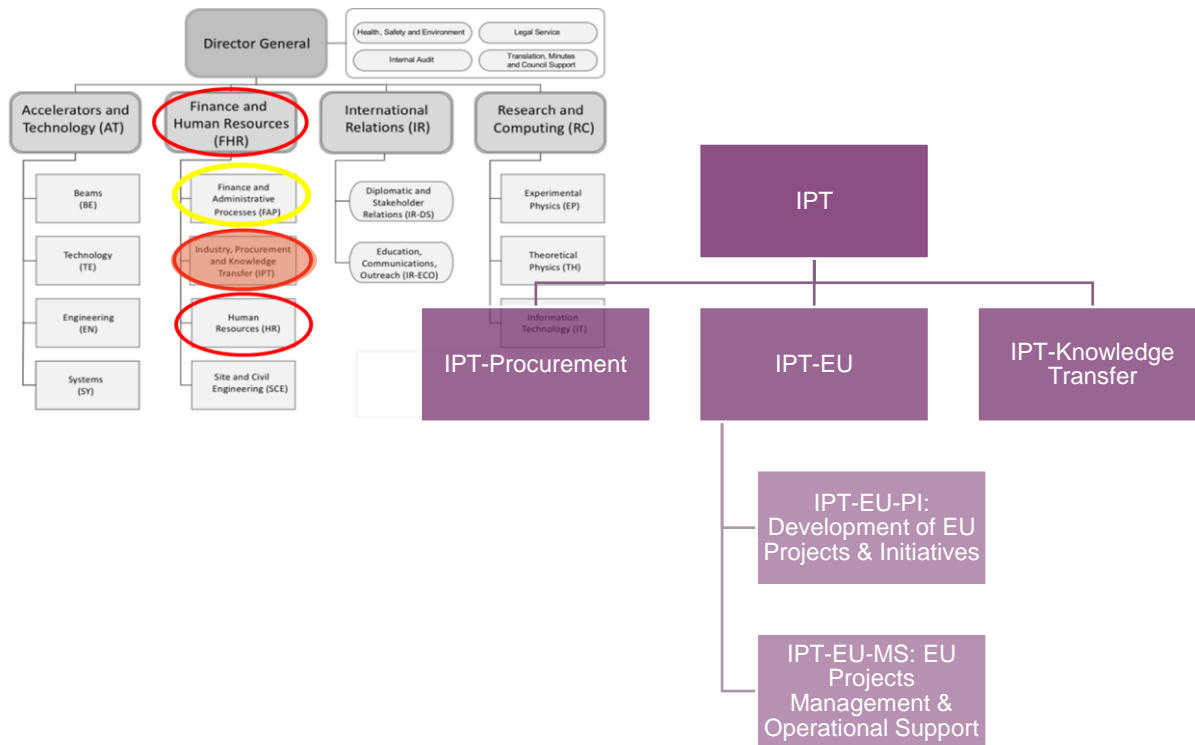 Director General
Health, Safety and Environment
Legal Service
Internal Audit
Translation, Minutes
and Council Support
Accelerators and
Technology (AT)
Finance and
Human Resources
(FHR)
International
Relations (IR)
Research and
Computing (RC)
Beams
(BE)
Technology
(TE)
Engineering
(EN)
Systems
(SY)
Finance and
Administrative
Processes (FAP)
Industry, Procurement
and Knowledge
Transfer (IPT)
Human
Resources (HR)
Site and Civil
Engineering (SCE)
Diplomatic and
Stakeholder
Relations (IR-DS)
Education,
Communications,
Outreach (IR-ECO)
Experimental
Physics (EP)
Theoretical
Physics (TH)
Information
Technology (IT)
IPT
IPT-Procurement
IPT-EU
IPT-Knowledge
Transfer
IPT-EU-PI:
Development of EU
Projects & Initiatives
IPT-EU-MS: EU
Projects
Management &
Operational Support